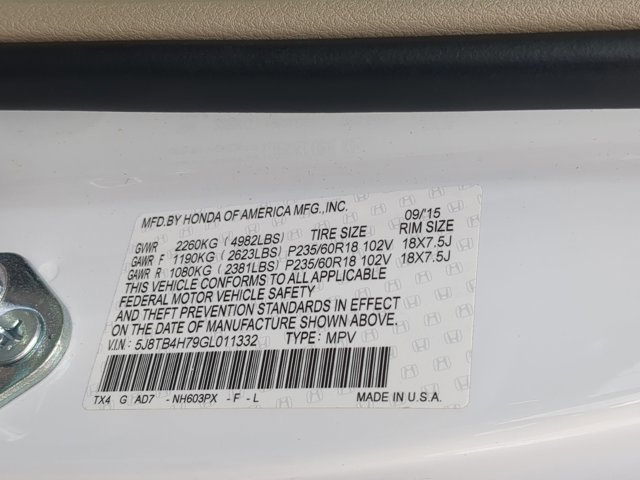 MFD.BY HONDA OF AMERICA MFG.,INC. 09/'15
TIRE SIZE RIM SIZE
GVWR 2260KG ( 4982LBS)
GAWR F 1190KG ( 2623LBS) P235/60R18 102V 18X7.5J
GAWR R 1080KG ( 2381LBS) P235/60R18 102V 18X7.5J
THIS VEHICLE CONFORMS TO ALL APPLICABLE
FEDERAL MOTOR VEHICLE SAFETY
AND THEFT PREVENTION STANDARDS IN EFFECT
ON THE DATE OF MANUFACTURE SHOWN ABOVE.
V.I.N.: 5J8TB4H79GL011332 TYPE: MPV
TX4 G AD7 - NH603PX - F - L MADE IN U.S.A.